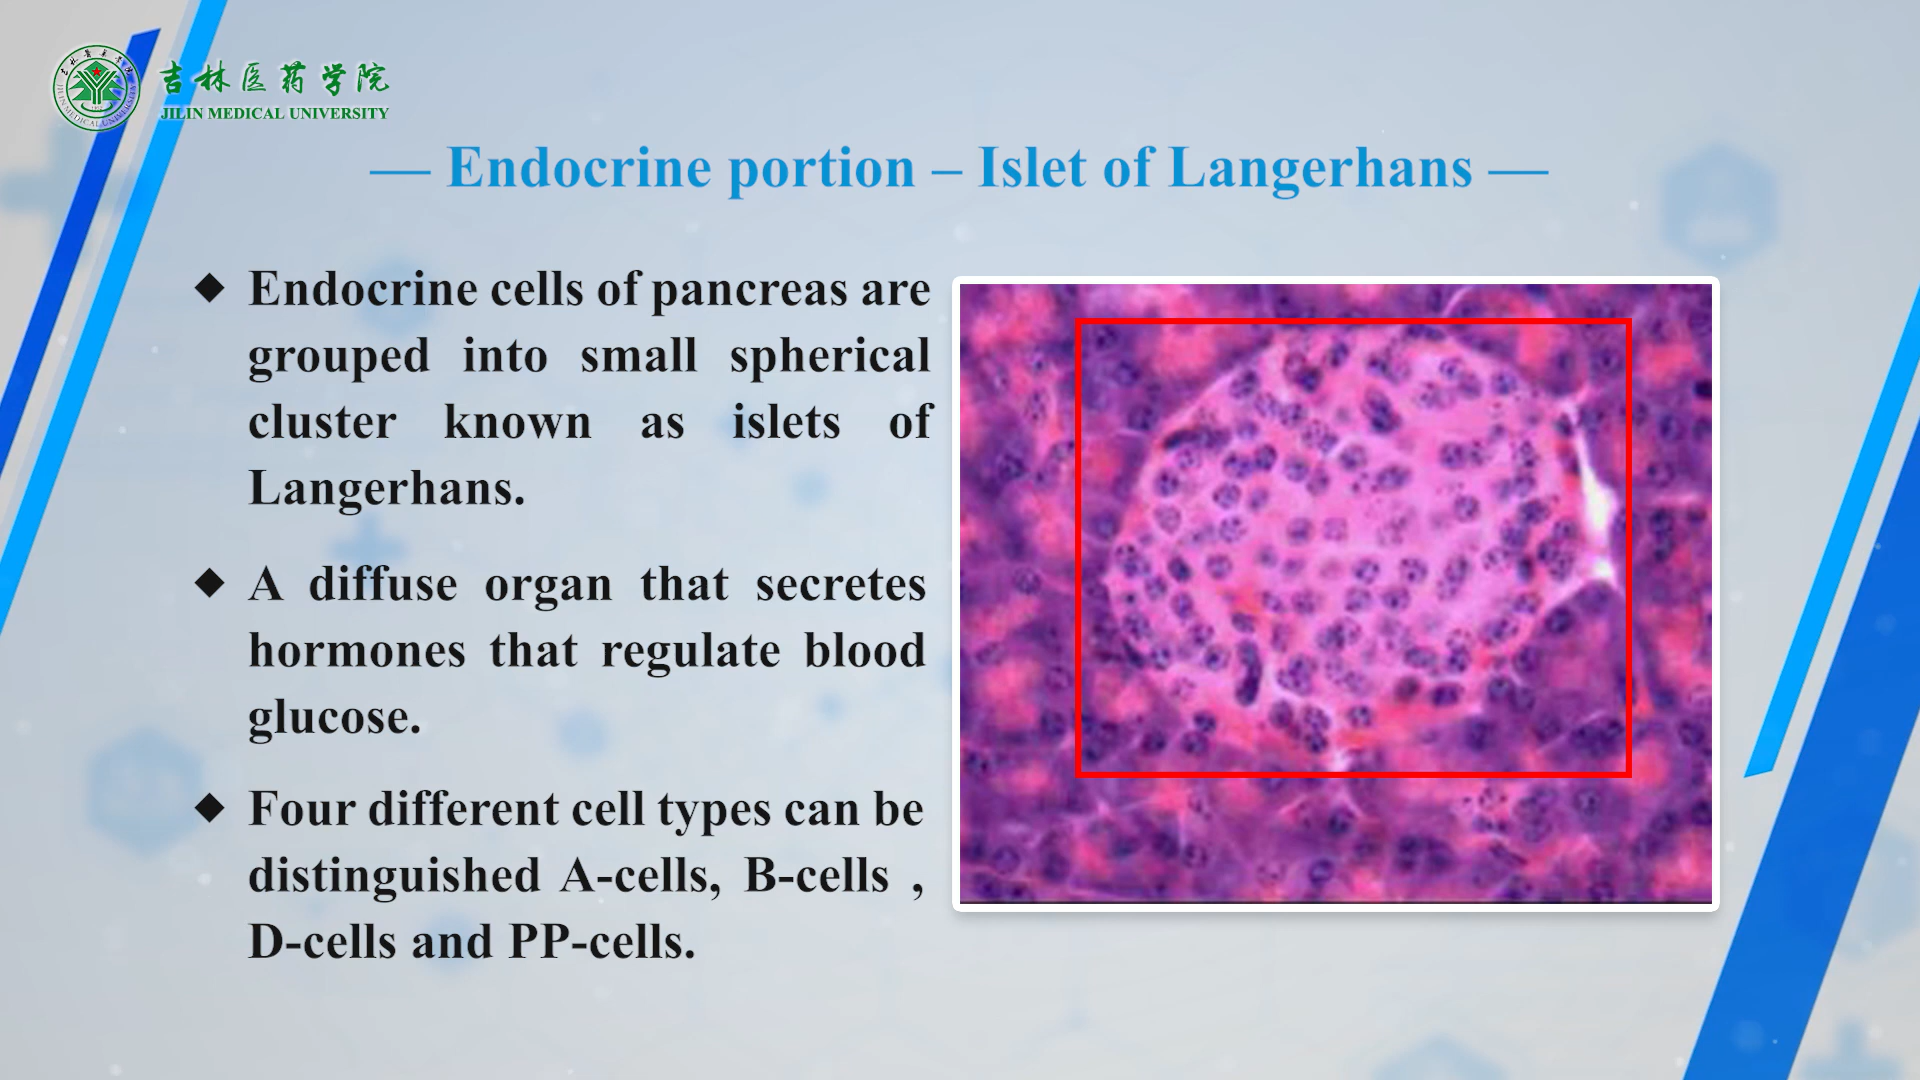 吉林医药学院
JILIN MEDICAL UNIVERSITY
— Endocrine portion – Islet of Langerhans —
◆ Endocrine cells of pancreas are
grouped into small spherical
cluster known as islets of
Langerhans.
◆ A diffuse organ that secretes
hormones that regulate blood
glucose.
◆ Four different cell types can be
distinguished A-cells, B-cells ,
D-cells and PP-cells.